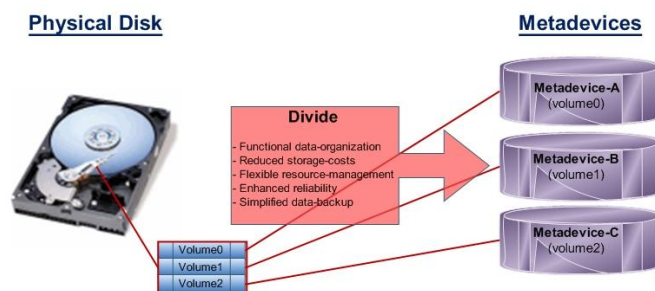 Physical Disk
Metadevices
Divide
- Functional data-organization
- Reduced storage-costs
- Flexible resource-management
- Enhanced reliability
- Simplified data-backup
Metadevice-A
(volume0)
Metadevice-B
(volume1)
Metadevice-C
(volume2)
Volume0
Volume1
Volume2